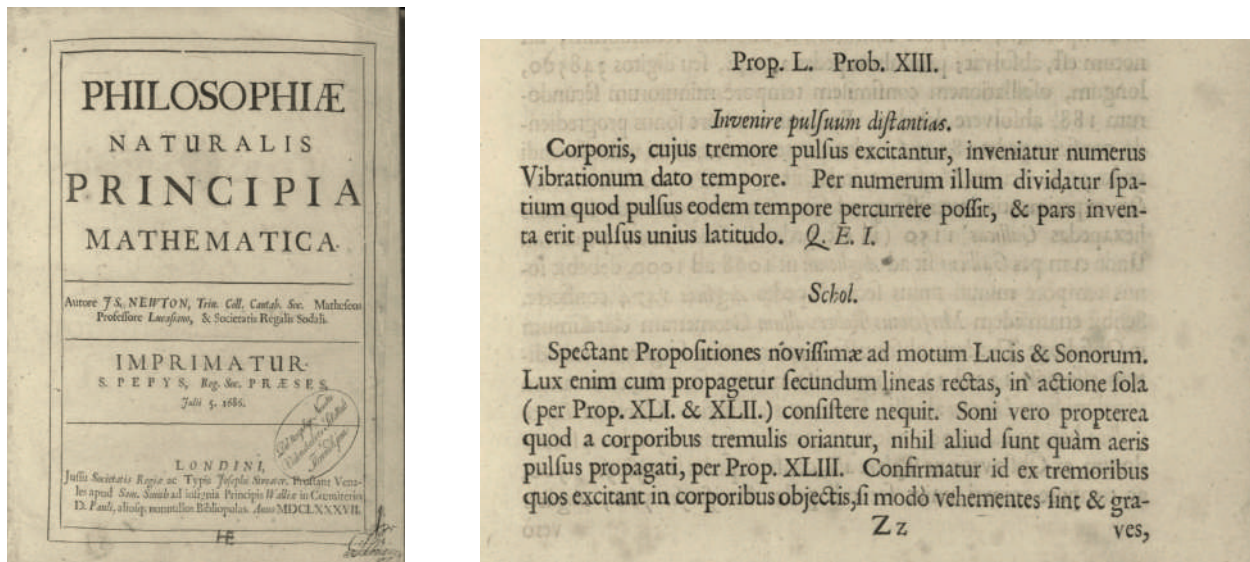 PHILOSOPHIÆ
NATURALIS
PRINCIPIA
MATHEMATICA.
Autore JS. NEWTON, Trin. Coll. Cantab. Soc. Matheseos
Professore Lucasiano, & Societatis Regalis Sodali.
IMPRIMATUR.
S. PEPYS, Reg. Soc. PRÆSES.
Julii 5. 1686.
LONDINI,
Jussu Societatis Regiæ ac Typis Josephi Streater. Prostant Vena-
les apud Sam. Smith ad insignia Principis Walliæ in Coemiterio
D. Pauli, aliosq; nonnullos Bibliopolas. Anno MDCLXXXVII.
Prop. L. Prob. XIII.
Invenire pulſuum diſtantias.
Corporis, cujus tremore pulſus excitantur, inveniatur numerus
Vibrationum dato tempore. Per numerum illum dividatur ſpa-
tium quod pulſus eodem tempore percurrere poſſit, & pars inven-
ta erit pulſus unius latitudo. Q. E. I.
Schol.
Spectant Propoſitiones noviſſimæ ad motum Lucis & Sonorum.
Lux enim cum propagetur ſecundum lineas rectas, in actione ſola
(per Prop. XLI. & XLII.) conſiſtere nequit. Soni vero propterea
quod a corporibus tremulis oriantur, nihil aliud ſunt quàm aeris
pulſus propagati, per Prop. XLIII. Confirmatur id ex tremoribus
quos excitant in corporibus objectis, ſi modò vehementes ſint & gra-
Zz ves,